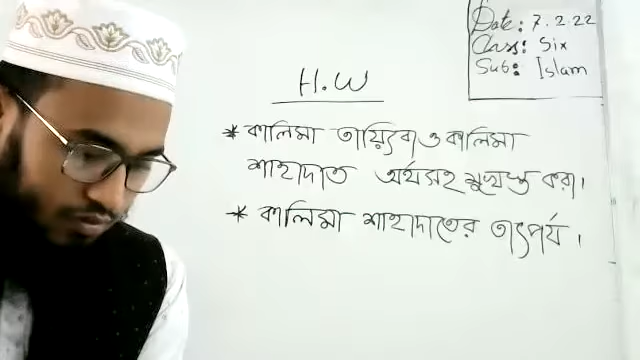 Date: 7.2.22
Class: Six
Sub: Islam
H.W
* কালিমা তায়্যিবা ও কালিমা
শাহাদাত অর্থসহ মুখস্ত করা।
* কালিমা শাহাদাতের তাৎপর্য।